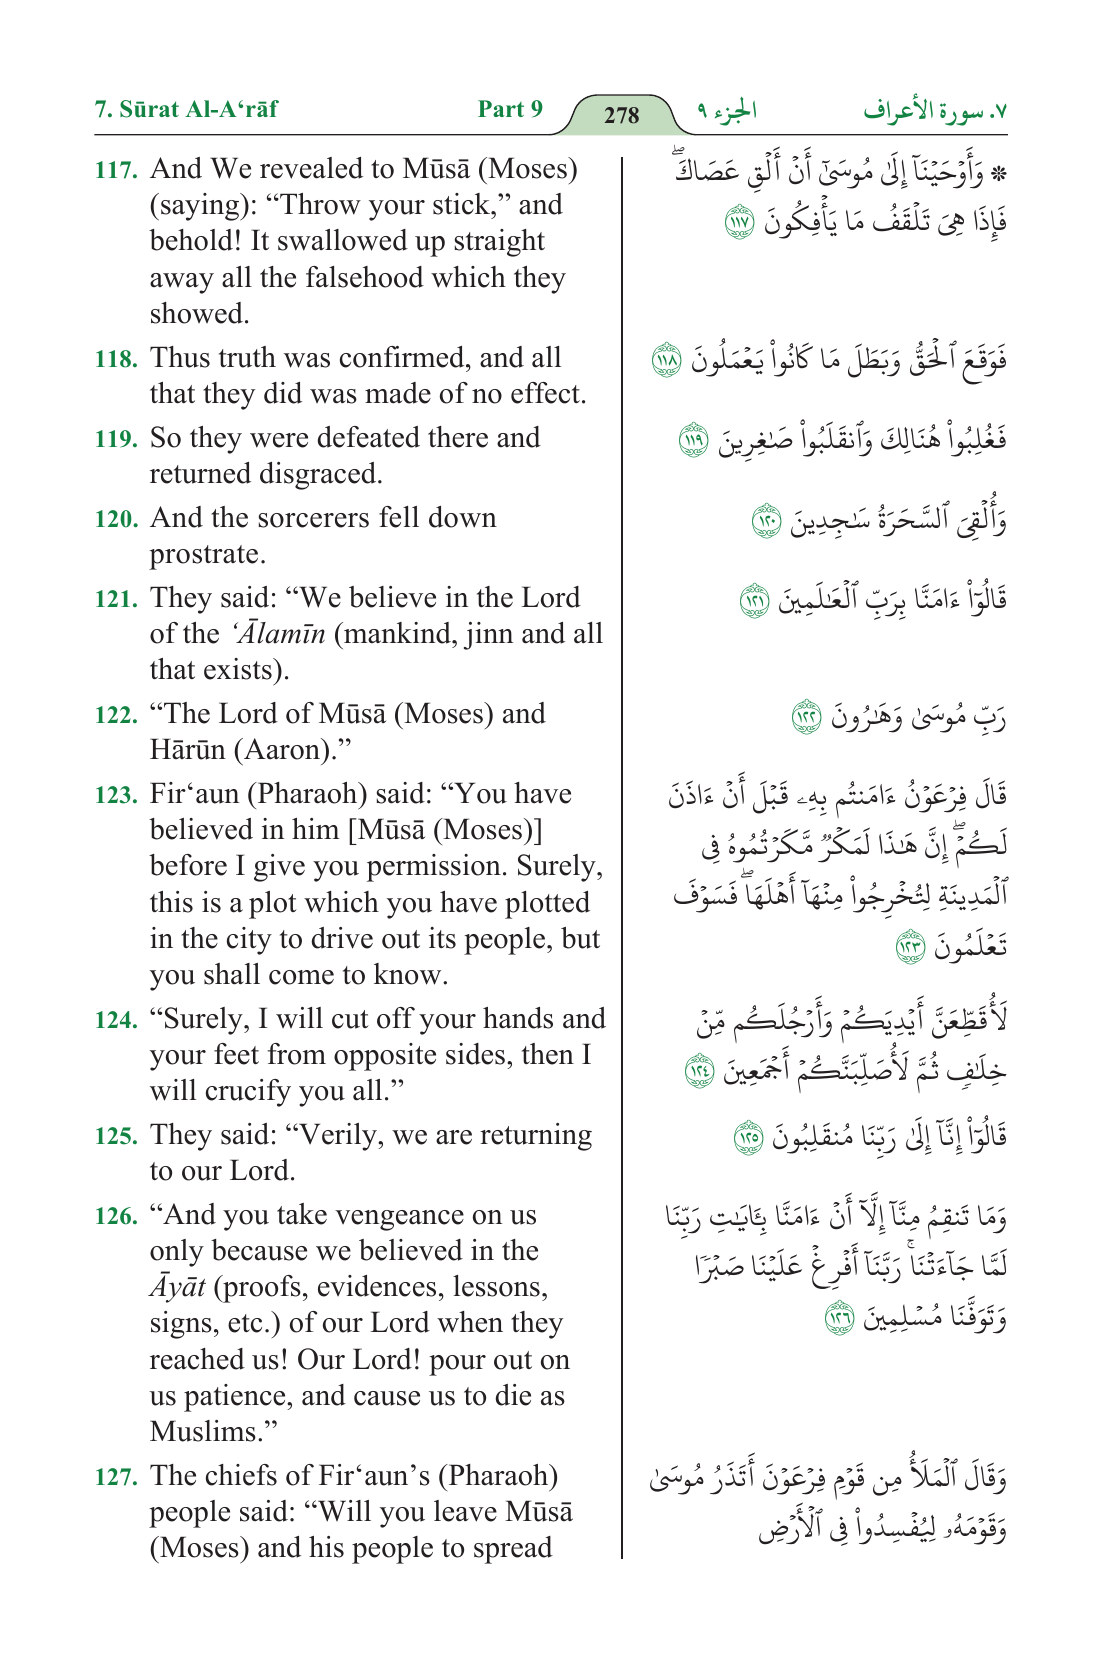 7. Sūrat Al-A‘rāf
Part 9
278
الجزء ٩
٧. سورة الأعراف
117. And We revealed to Mūsā (Moses)
(saying): “Throw your stick,” and
behold! It swallowed up straight
away all the falsehood which they
showed.
118. Thus truth was confirmed, and all
that they did was made of no effect.
119. So they were defeated there and
returned disgraced.
120. And the sorcerers fell down
prostrate.
121. They said: “We believe in the Lord
of the ‘Ālamīn (mankind, jinn and all
that exists).
122. “The Lord of Mūsā (Moses) and
Hārūn (Aaron).”
123. Fir‘aun (Pharaoh) said: “You have
believed in him [Mūsā (Moses)]
before I give you permission. Surely,
this is a plot which you have plotted
in the city to drive out its people, but
you shall come to know.
124. “Surely, I will cut off your hands and
your feet from opposite sides, then I
will crucify you all.”
125. They said: “Verily, we are returning
to our Lord.
126. “And you take vengeance on us
only because we believed in the
Āyāt (proofs, evidences, lessons,
signs, etc.) of our Lord when they
reached us! Our Lord! pour out on
us patience, and cause us to die as
Muslims.”
127. The chiefs of Fir‘aun’s (Pharaoh)
people said: “Will you leave Mūsā
(Moses) and his people to spread
۞ وَأَوۡحَيۡنَآ إِلَىٰ مُوسَىٰٓ أَنۡ أَلۡقِ عَصَاكَۖ
فَإِذَا هِيَ تَلۡقَفُ مَا يَأۡفِكُونَ ١١٧
فَوَقَعَ ٱلۡحَقُّ وَبَطَلَ مَا كَانُواْ يَعۡمَلُونَ ١١٨
فَغُلِبُواْ هُنَالِكَ وَٱنقَلَبُواْ صَٰغِرِينَ ١١٩
وَأُلۡقِيَ ٱلسَّحَرَةُ سَٰجِدِينَ ١٢٠
قَالُوٓاْ ءَامَنَّا بِرَبِّ ٱلۡعَٰلَمِينَ ١٢١
رَبِّ مُوسَىٰ وَهَٰرُونَ ١٢٢
قَالَ فِرۡعَوۡنُ ءَامَنتُم بِهِۦ قَبۡلَ أَنۡ ءَاذَنَ
لَكُمۡۖ إِنَّ هَٰذَا لَمَكۡرٞ مَّكَرۡتُمُوهُ فِي
ٱلۡمَدِينَةِ لِتُخۡرِجُواْ مِنۡهَآ أَهۡلَهَاۖ فَسَوۡفَ
تَعۡلَمُونَ ١٢٣
لَأُقَطِّعَنَّ أَيۡدِيَكُمۡ وَأَرۡجُلَكُم مِّنۡ
خِلَٰفٖ ثُمَّ لَأُصَلِّبَنَّكُمۡ أَجۡمَعِينَ ١٢٤
قَالُوٓاْ إِنَّآ إِلَىٰ رَبِّنَا مُنقَلِبُونَ ١٢٥
وَمَا تَنقِمُ مِنَّآ إِلَّآ أَنۡ ءَامَنَّا بِـَٔايَٰتِ رَبِّنَا
لَمَّا جَآءَتۡنَاۚ رَبَّنَآ أَفۡرِغۡ عَلَيۡنَا صَبۡرٗا
وَتَوَفَّنَا مُسۡلِمِينَ ١٢٦
وَقَالَ ٱلۡمَلَأُ مِن قَوۡمِ فِرۡعَوۡنَ أَتَذَرُ مُوسَىٰ
وَقَوۡمَهُۥ لِيُفۡسِدُواْ فِي ٱلۡأَرۡضِ